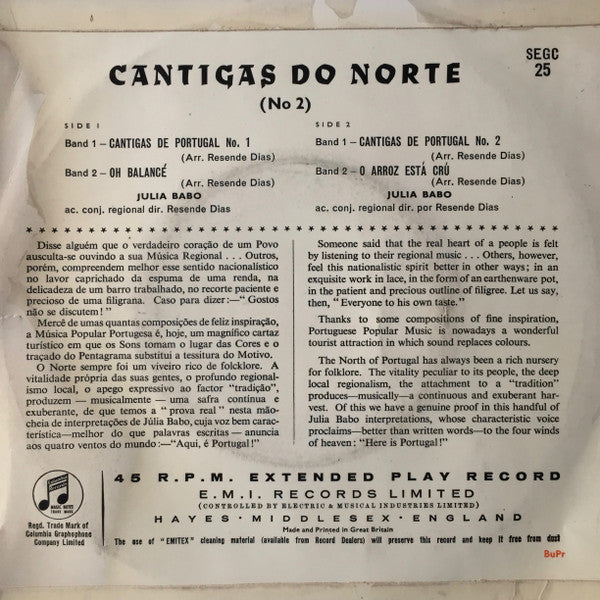 CANTIGAS DO NORTE
(No 2)
SEGC
25
SIDE 1
Band 1 – CANTIGAS DE PORTUGAL No. 1
(Arr. Resende Dias)
Band 2 – OH BALANCÉ
(Arr. Resende Dias)
JULIA BABO
ac. conj. regional dir. Resende Dias
SIDE 2
Band 1 – CANTIGAS DE PORTUGAL No. 2
(Arr. Resende Dias)
Band 2 – O ARROZ ESTÁ CRÚ
(Arr. Resende Dias)
JULIA BABO
ac. conj. regional dir. por Resende Dias
Disse alguém que o verdadeiro coração de um Povo
ausculta-se ouvindo a sua Música Regional . . . Outros,
porém, compreendem melhor esse sentido nacionalístico
no lavor caprichado da espuma de uma renda, na
delicadeza de um barro trabalhado, no recorte paciente e
precioso de uma filigrana. Caso para dizer:—“ Gostos
não se discutem ! ”
Mercê de umas quantas composições de feliz inspiração,
a Música Popular Portugesa é, hoje, um magnífico cartaz
turístico em que os Sons tomam o lugar das Cores e o
traçado do Pentagrama substitui a tessitura do Motivo.
O Norte sempre foi um viveiro rico de folklore. A
vitalidade própria das suas gentes, o profundo regional-
ismo local, o apego expressivo ao factor “tradição”,
produzem — musicalmente — uma safra contínua e
exuberante, de que temos a “ prova real ” nesta mão-
cheia de interpretações de Júlia Babo, cuja voz bem carac-
terística—melhor do que palavras escritas—anuncia
aos quatro ventos do mundo :—“Aqui, é Portugal !”
Someone said that the real heart of a people is felt
by listening to their regional music . . . Others, however,
feel this nationalistic spirit better in other ways; in an
exquisite work in lace, in the form of an earthenware pot,
in the patient and precious outline of filigree. Let us say,
then, “Everyone to his own taste.”
Thanks to some compositions of fine inspiration,
Portuguese Popular Music is nowadays a wonderful
tourist attraction in which sound replaces colours.
The North of Portugal has always been a rich nursery
for folklore. The vitality peculiar to its people, the deep
local regionalism, the attachment to a “tradition”
produces—musically—a continuous and exuberant har-
vest. Of this we have a genuine proof in this handful of
Julia Babo interpretations, whose characteristic voice
proclaims—better than written words—to the four winds
of heaven: “Here is Portugal!”
Columbia
MAGIC NOTES
TRADE MARK
Regd. Trade Mark of
Columbia Graphophone
Company Limited
45 R.P.M. EXTENDED PLAY RECORD
E.M.I. RECORDS LIMITED
(CONTROLLED BY ELECTRIC & MUSICAL INDUSTRIES LIMITED)
HAYES · MIDDLESEX · ENGLAND
Made and Printed in Great Britain
The use of “EMITEX” cleaning material (available from Record Dealers) will preserve this record and keep it free from dust
BuPr